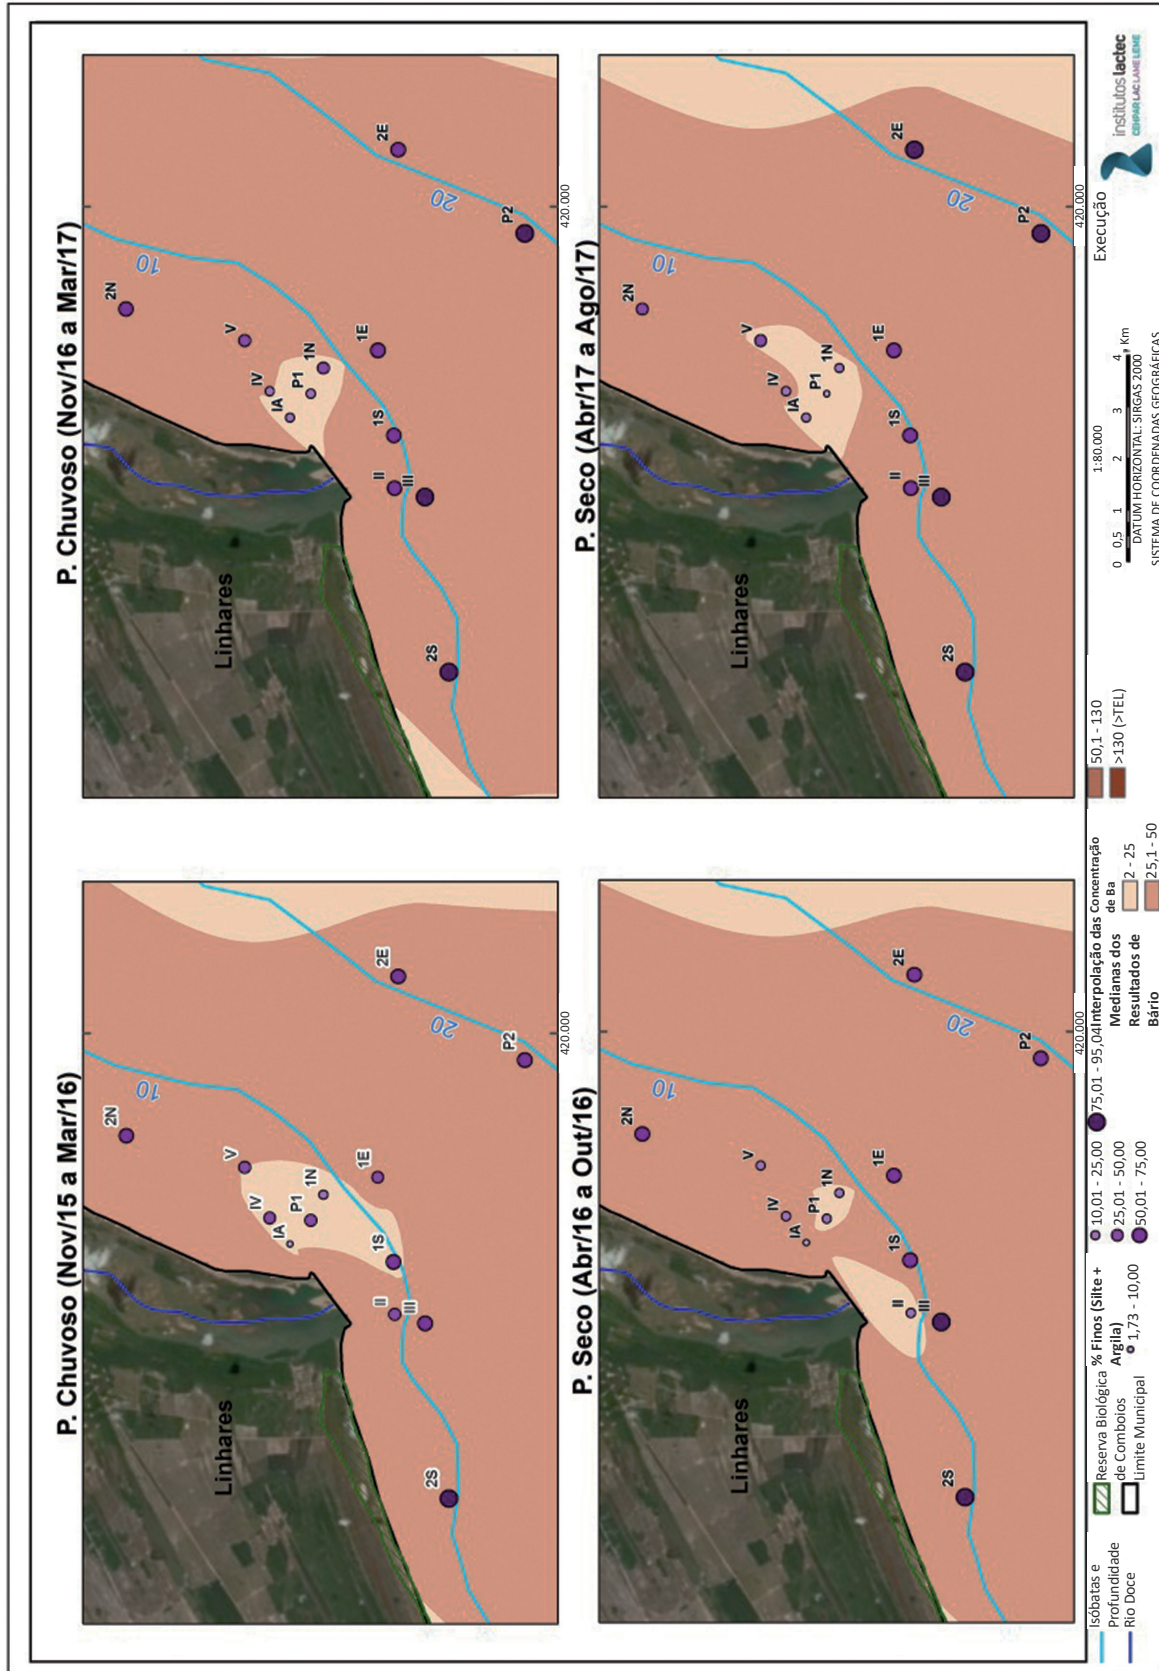 P. Chuvoso (Nov/15 a Mar/16)
2N
10
V
IV
IA
P1
1N
1E
1S
II
III
2S
2E
20
P2
Linhares
420.000
P. Chuvoso (Nov/16 a Mar/17)
2N
10
V
IV
IA
P1
1N
1E
1S
II
III
2S
2E
20
P2
Linhares
420.000
P. Seco (Abr/16 a Out/16)
2N
10
V
IV
IA
P1
1N
1E
1S
II
III
2S
2E
20
P2
Linhares
420.000
P. Seco (Abr/17 a Ago/17)
2N
10
V
IV
IA
P1
1N
1E
1S
II
III
2S
2E
20
P2
Linhares
420.000
Isóbatas e
Profundidade
Rio Doce
Reserva Biológica
de Comboios
Limite Municipal
% Finos (Silte +
Argila)
1,73 - 10,00
10,01 - 25,00
25,01 - 50,00
50,01 - 75,00
75,01 - 95,04
Interpolação das
Medianas dos
Resultados de
Bário
Concentração
de Ba
2 - 25
25,1 - 50
50,1 - 130
>130 (>TEL)
1:80.000
0 0,5 1 2 3 4 Km
DATUM HORIZONTAL: SIRGAS 2000
SISTEMA DE COORDENADAS GEOGRÁFICAS
Execução
institutos lactec
CEHPAR LAC LAME LEME